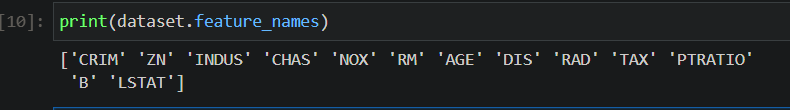 [10]: print(dataset.feature_names)
['CRIM' 'ZN' 'INDUS' 'CHAS' 'NOX' 'RM' 'AGE' 'DIS' 'RAD' 'TAX' 'PTRATIO'
'B' 'LSTAT']